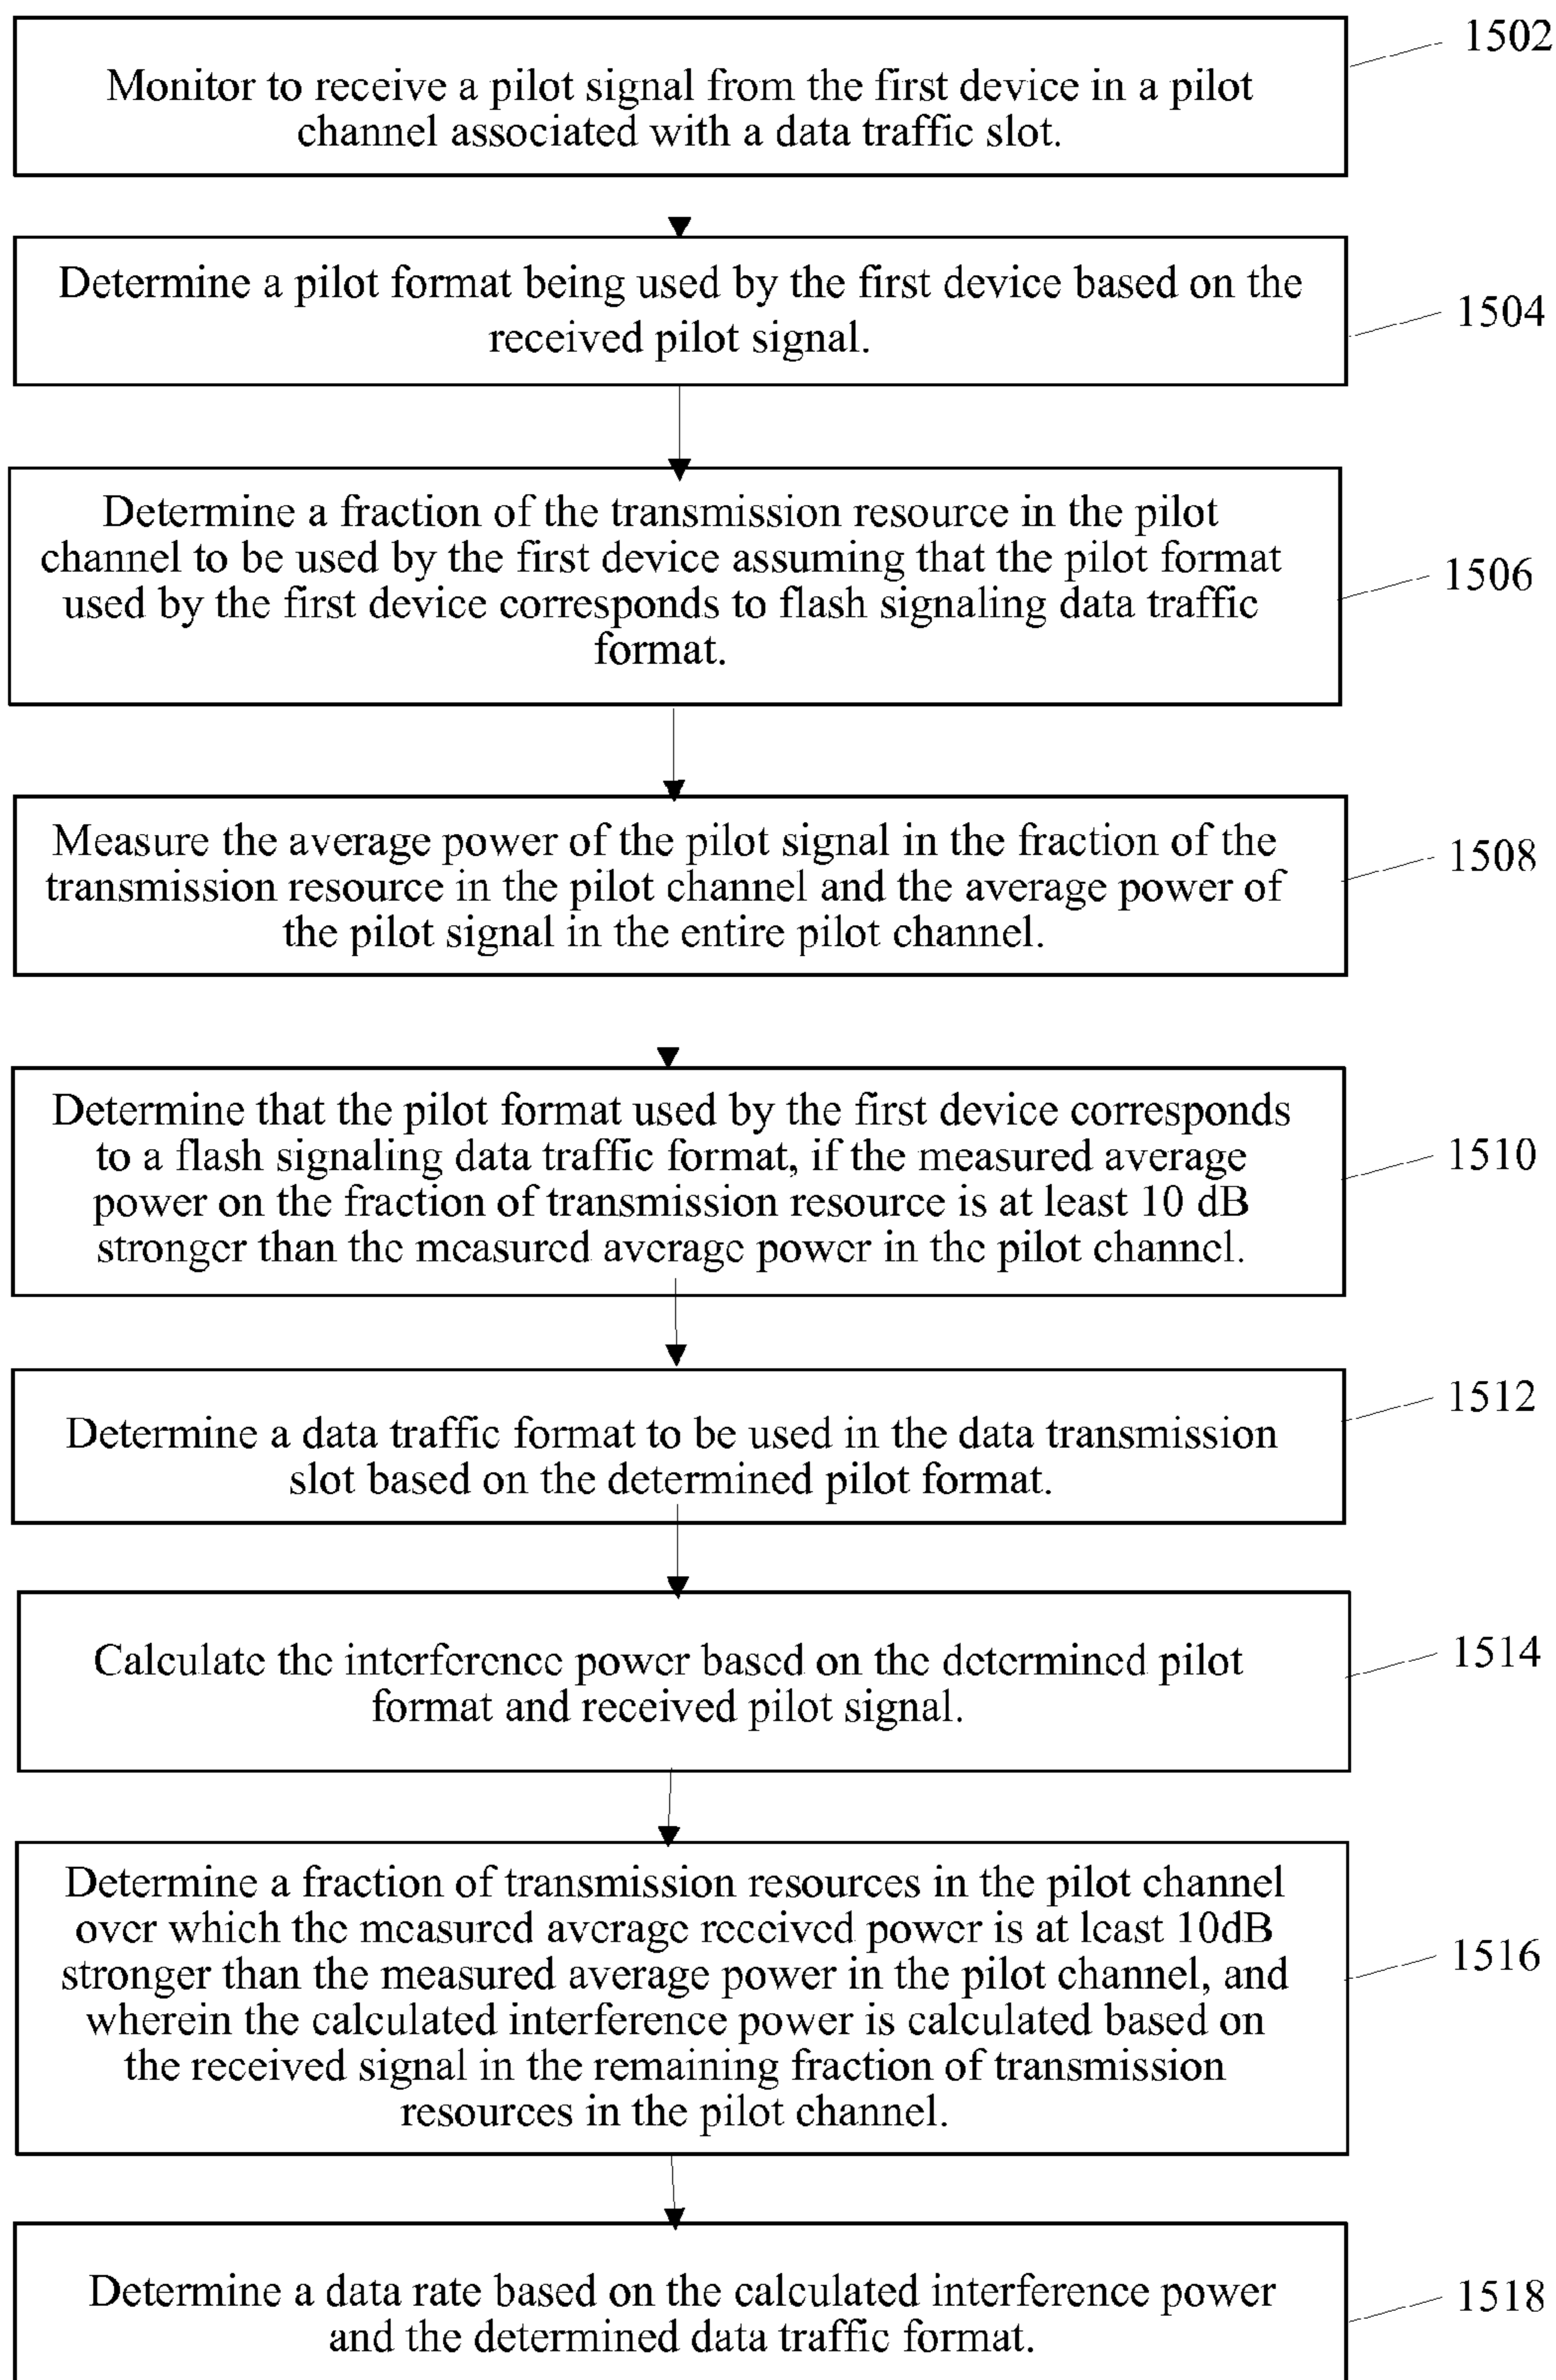 1502
Monitor to receive a pilot signal from the first device in a pilot
channel associated with a data traffic slot.
Determine a pilot format being used by the first device based on the
received pilot signal.
1504
Determine a fraction of the transmission resource in the pilot
channel to be used by the first device assuming that the pilot format
used by the first device corresponds to flash signaling data traffic
format.
1506
Measure the average power of the pilot signal in the fraction of the
transmission resource in the pilot channel and the average power of
the pilot signal in the entire pilot channel.
1508
Determine that the pilot format used by the first device corresponds
to a flash signaling data traffic format, if the measured average
power on the fraction of transmission resource is at least 10 dB
stronger than the measured average power in the pilot channel.
1510
Determine a data traffic format to be used in the data transmission
slot based on the determined pilot format.
1512
Calculate the interference power based on the determined pilot
format and received pilot signal.
1514
Determine a fraction of transmission resources in the pilot channel
over which the measured average received power is at least 10dB
stronger than the measured average power in the pilot channel, and
wherein the calculated interference power is calculated based on
the received signal in the remaining fraction of transmission
resources in the pilot channel.
1516
Determine a data rate based on the calculated interference power
and the determined data traffic format.
1518